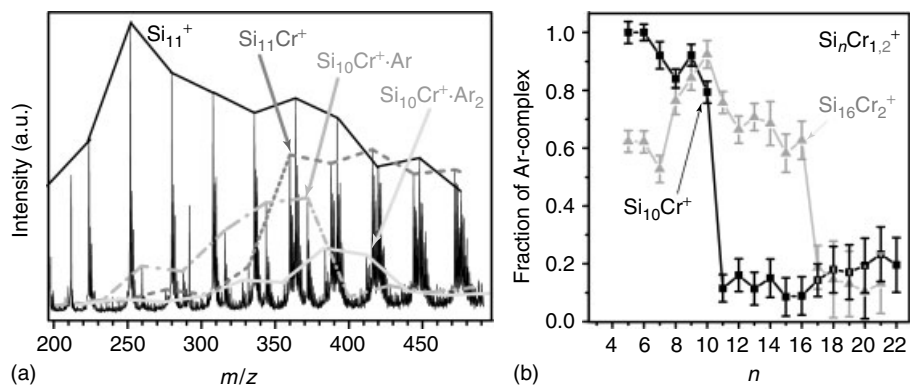 Si₁₁⁺
Si₁₁Cr⁺
Si₁₀Cr⁺·Ar
Si₁₀Cr⁺·Ar₂
Intensity (a.u.)
200 250 300 350 400 450
(a)
m/z
SiₙCr₁,₂⁺
Si₁₆Cr₂⁺
Si₁₀Cr⁺
Fraction of Ar-complex
1.0
0.8
0.6
0.4
0.2
0.0
4 6 8 10 12 14 16 18 20 22
(b)
n